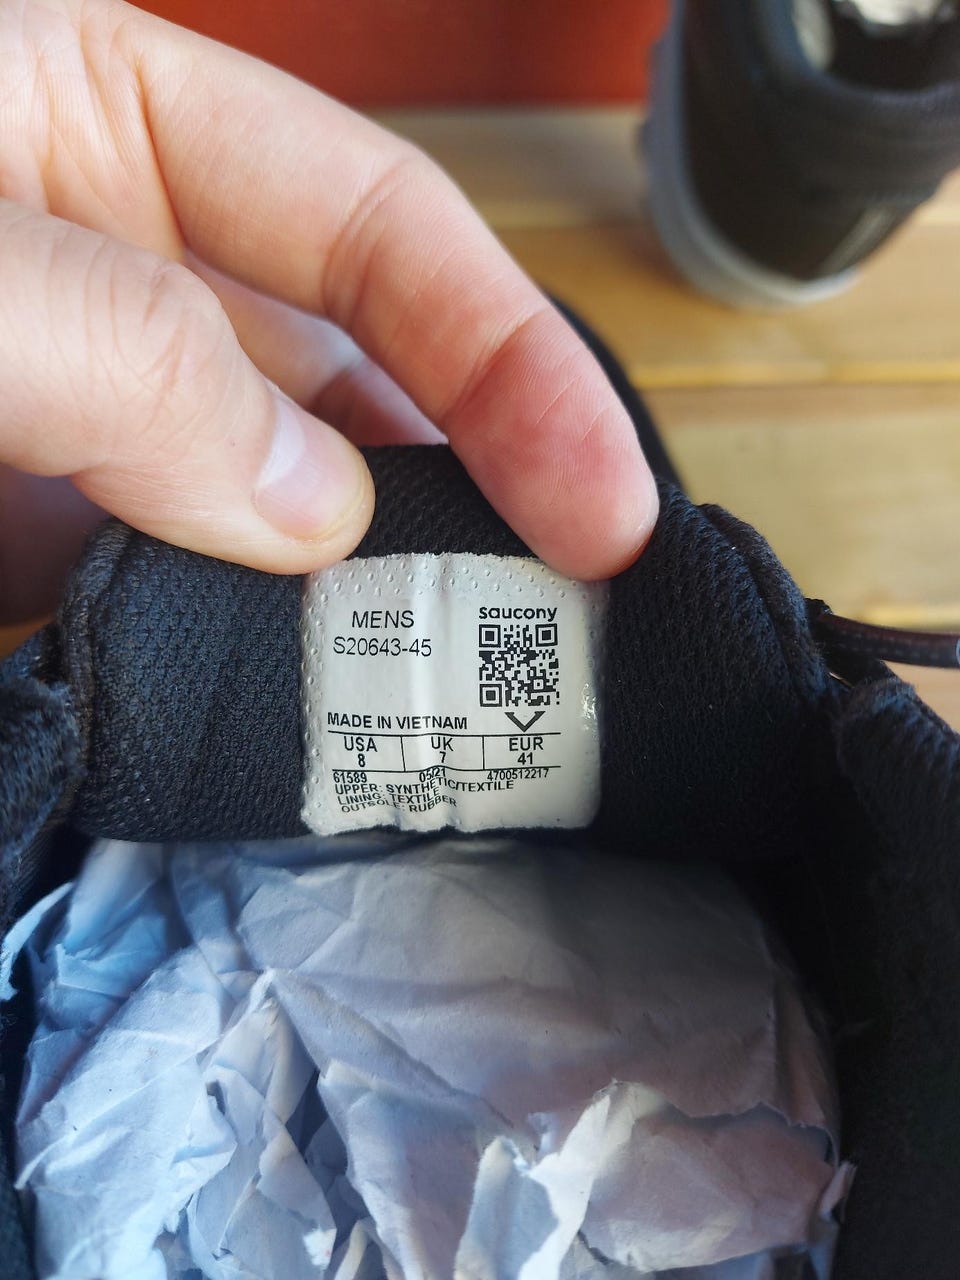 MENS
S20643-45
saucony
MADE IN VIETNAM
USA UK EUR
8 7 41
61589 05/21 4700512217
UPPER: SYNTHETIC/TEXTILE
LINING: TEXTILE
OUTSOLE: RUBBER